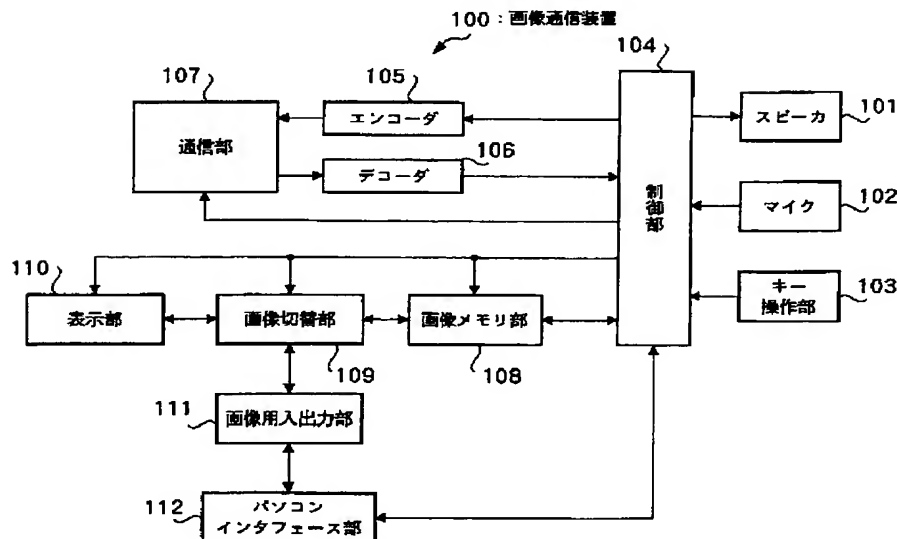 100 : 画像通信装置
104
107
105
エンコーダ
通信部
106
デコーダ
スピーカ
101
制御部
マイク
102
110
キー
操作部
103
表示部
画像切替部
画像メモリ部
109
108
111
画像用入出力部
112
パソコン
インタフェース部